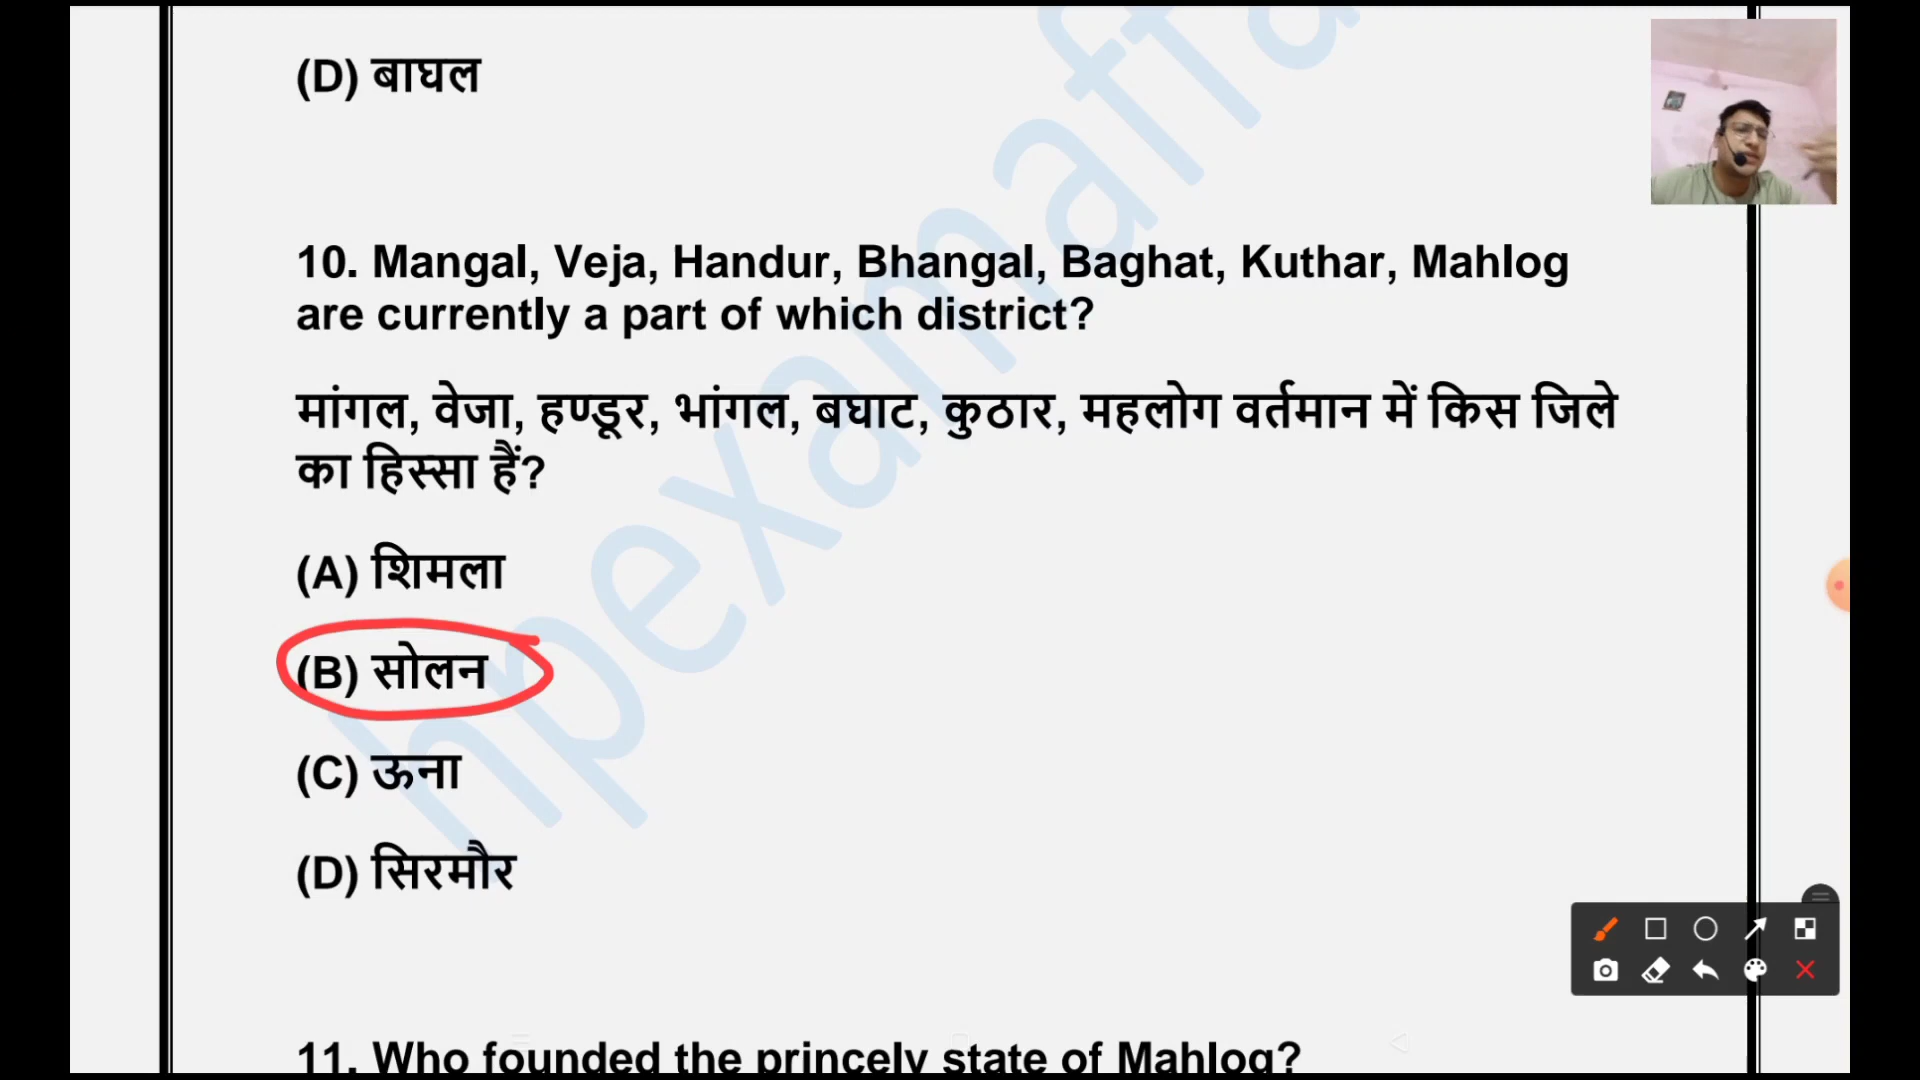 (D) बाघल
10. Mangal, Veja, Handur, Bhangal, Baghat, Kuthar, Mahlog
are currently a part of which district?
मांगल, वेजा, हण्डूर, भांगल, बघाट, कुठार, महलोग वर्तमान में किस जिले
का हिस्सा हैं?
(A) शिमला
(B) सोलन
(C) ऊना
(D) सिरमौर
11. Who founded the princely state of Mahlog?
hpexamaffa